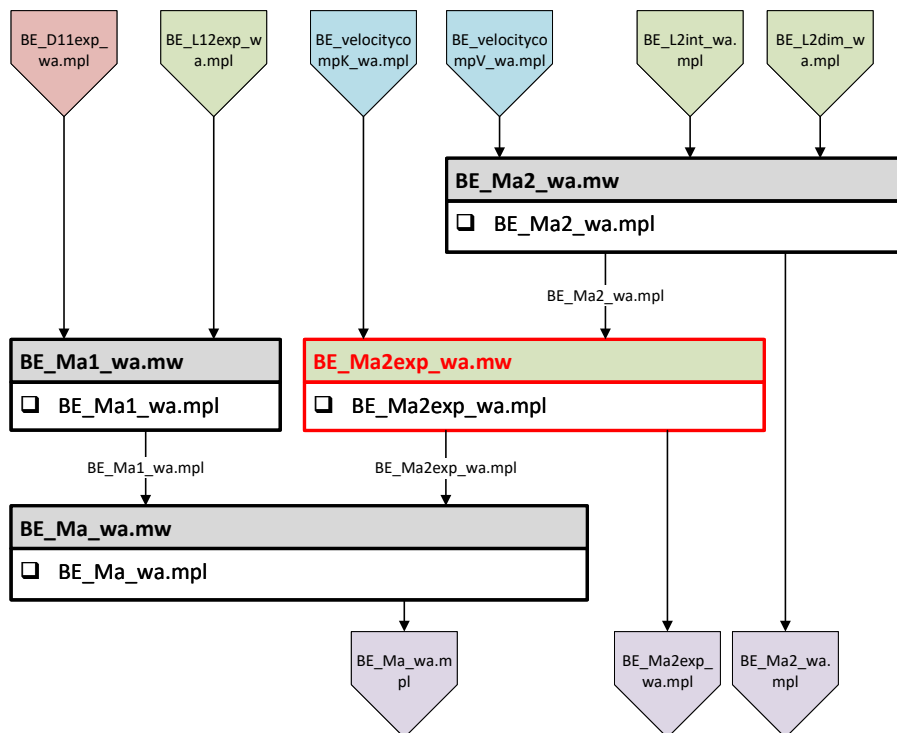 BE_D11exp_
wa.mpl
BE_L12exp_w
a.mpl
BE_velocityco
mpK_wa.mpl
BE_velocityco
mpV_wa.mpl
BE_L2int_wa.
mpl
BE_L2dim_w
a.mpl
BE_Ma2_wa.mw
❑ BE_Ma2_wa.mpl
BE_Ma2_wa.mpl
BE_Ma1_wa.mw
❑ BE_Ma1_wa.mpl
BE_Ma2exp_wa.mw
❑ BE_Ma2exp_wa.mpl
BE_Ma1_wa.mpl
BE_Ma2exp_wa.mpl
BE_Ma_wa.mw
❑ BE_Ma_wa.mpl
BE_Ma_wa.m
pl
BE_Ma2exp_
wa.mpl
BE_Ma2_wa.
mpl